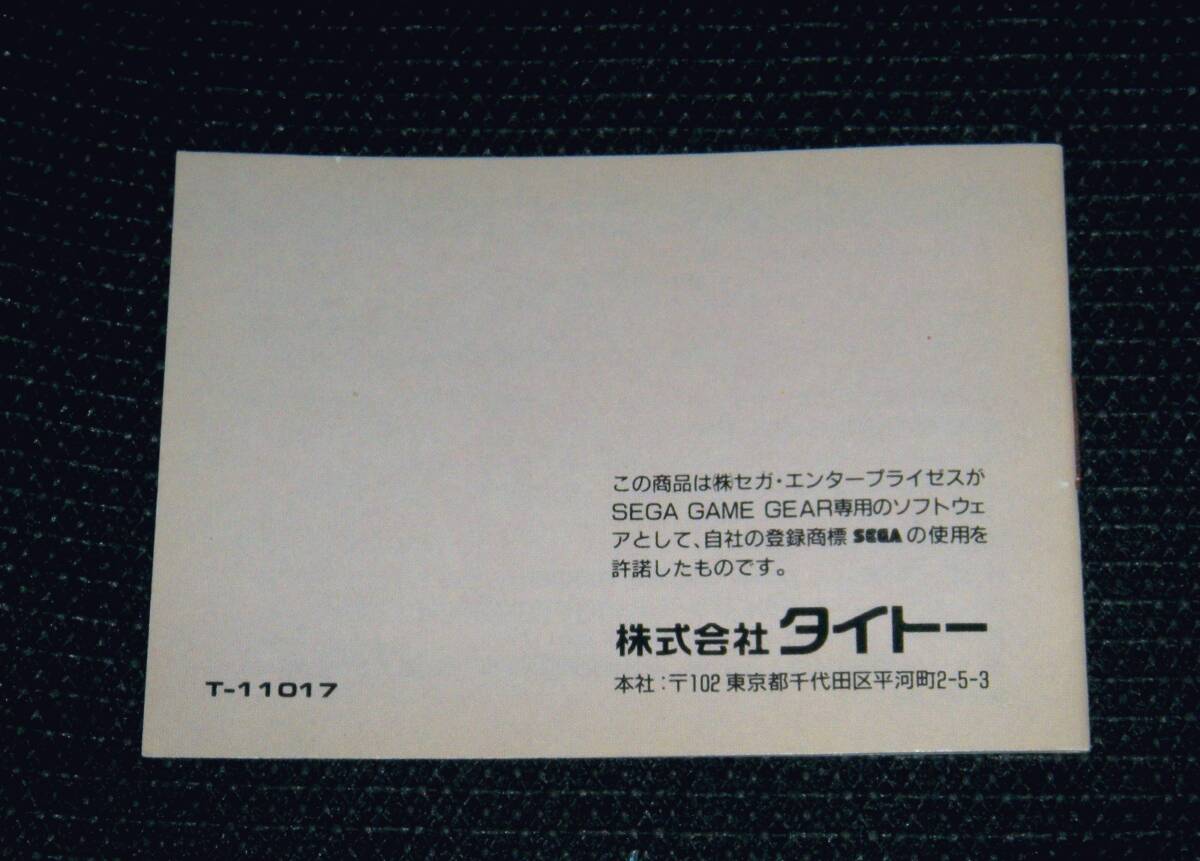 この商品は㈱セガ・エンタープライゼスが
SEGA GAME GEAR専用のソフトウェ
アとして、自社の登録商標 SEGA の使用を
許諾したものです。
株式会社 タイトー
本社：〒102 東京都千代田区平河町2-5-3
T-11017